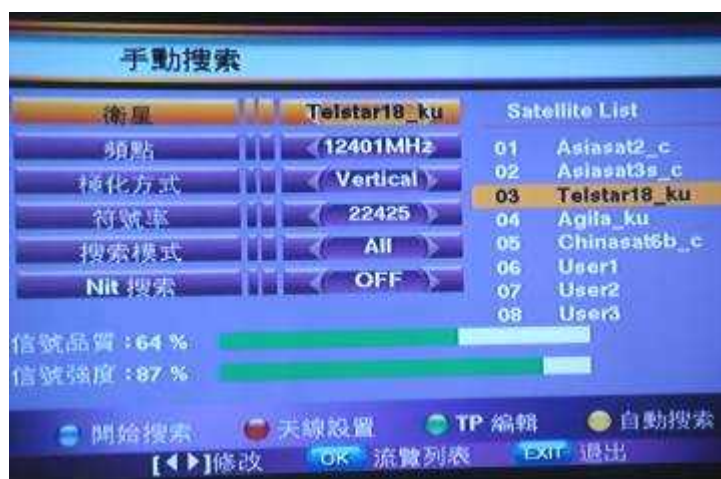 手動搜索
衛星 Telstar18_ku
頻點 12401MHz
極化方式 Vertical
符號率 22425
搜索模式 All
Nit 搜索 OFF
Satellite List
01 Asiasat2_c
02 Asiasat3s_c
03 Telstar18_ku
04 Agila_ku
05 Chinasat6b_c
06 User1
07 User2
08 User3
信號品質:64 %
信號強度:87 %
開始搜索 天線設置 TP 編輯 自動搜索
[◀▶]修改 OK 流覽列表 EXIT 退出